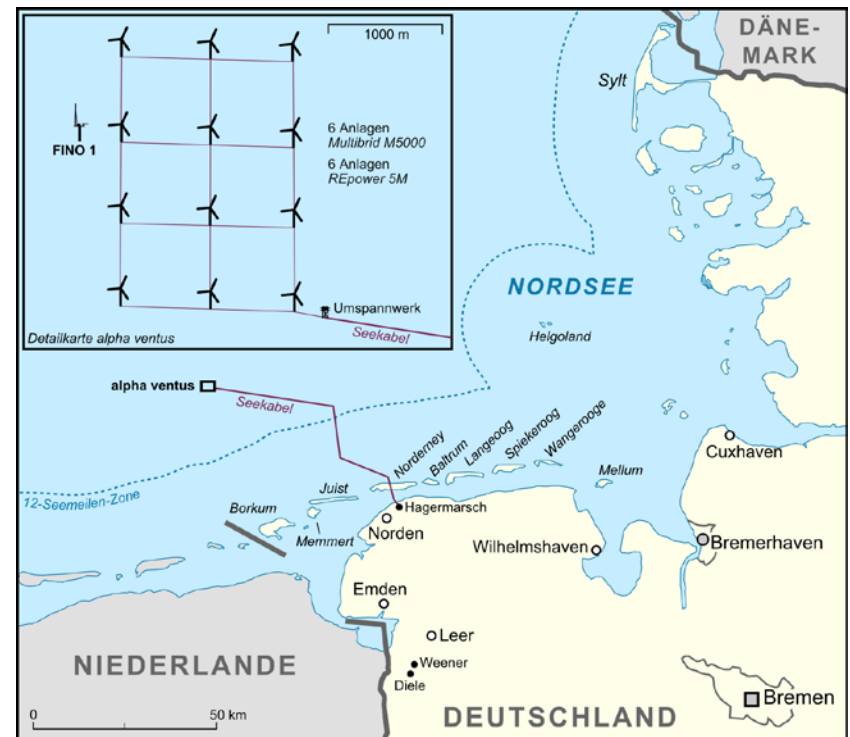 1000 m
6 Anlagen
Multibrid M5000
6 Anlagen
REpower 5M
FINO 1
Umspannwerk
Seekabel
Detailkarte alpha ventus
DÄNE-
MARK
Sylt
NORDSEE
Helgoland
alpha ventus
Seekabel
12-Seemeilen-Zone
Borkum
Juist
Memmert
Norderney
Baltrum
Langeoog
Spiekeroog
Wangerooge
Mellum
Cuxhaven
Hagermarsch
Norden
Wilhelmshaven
Bremerhaven
Emden
Leer
Weener
Diele
NIEDERLANDE
DEUTSCHLAND
Bremen
0 50 km